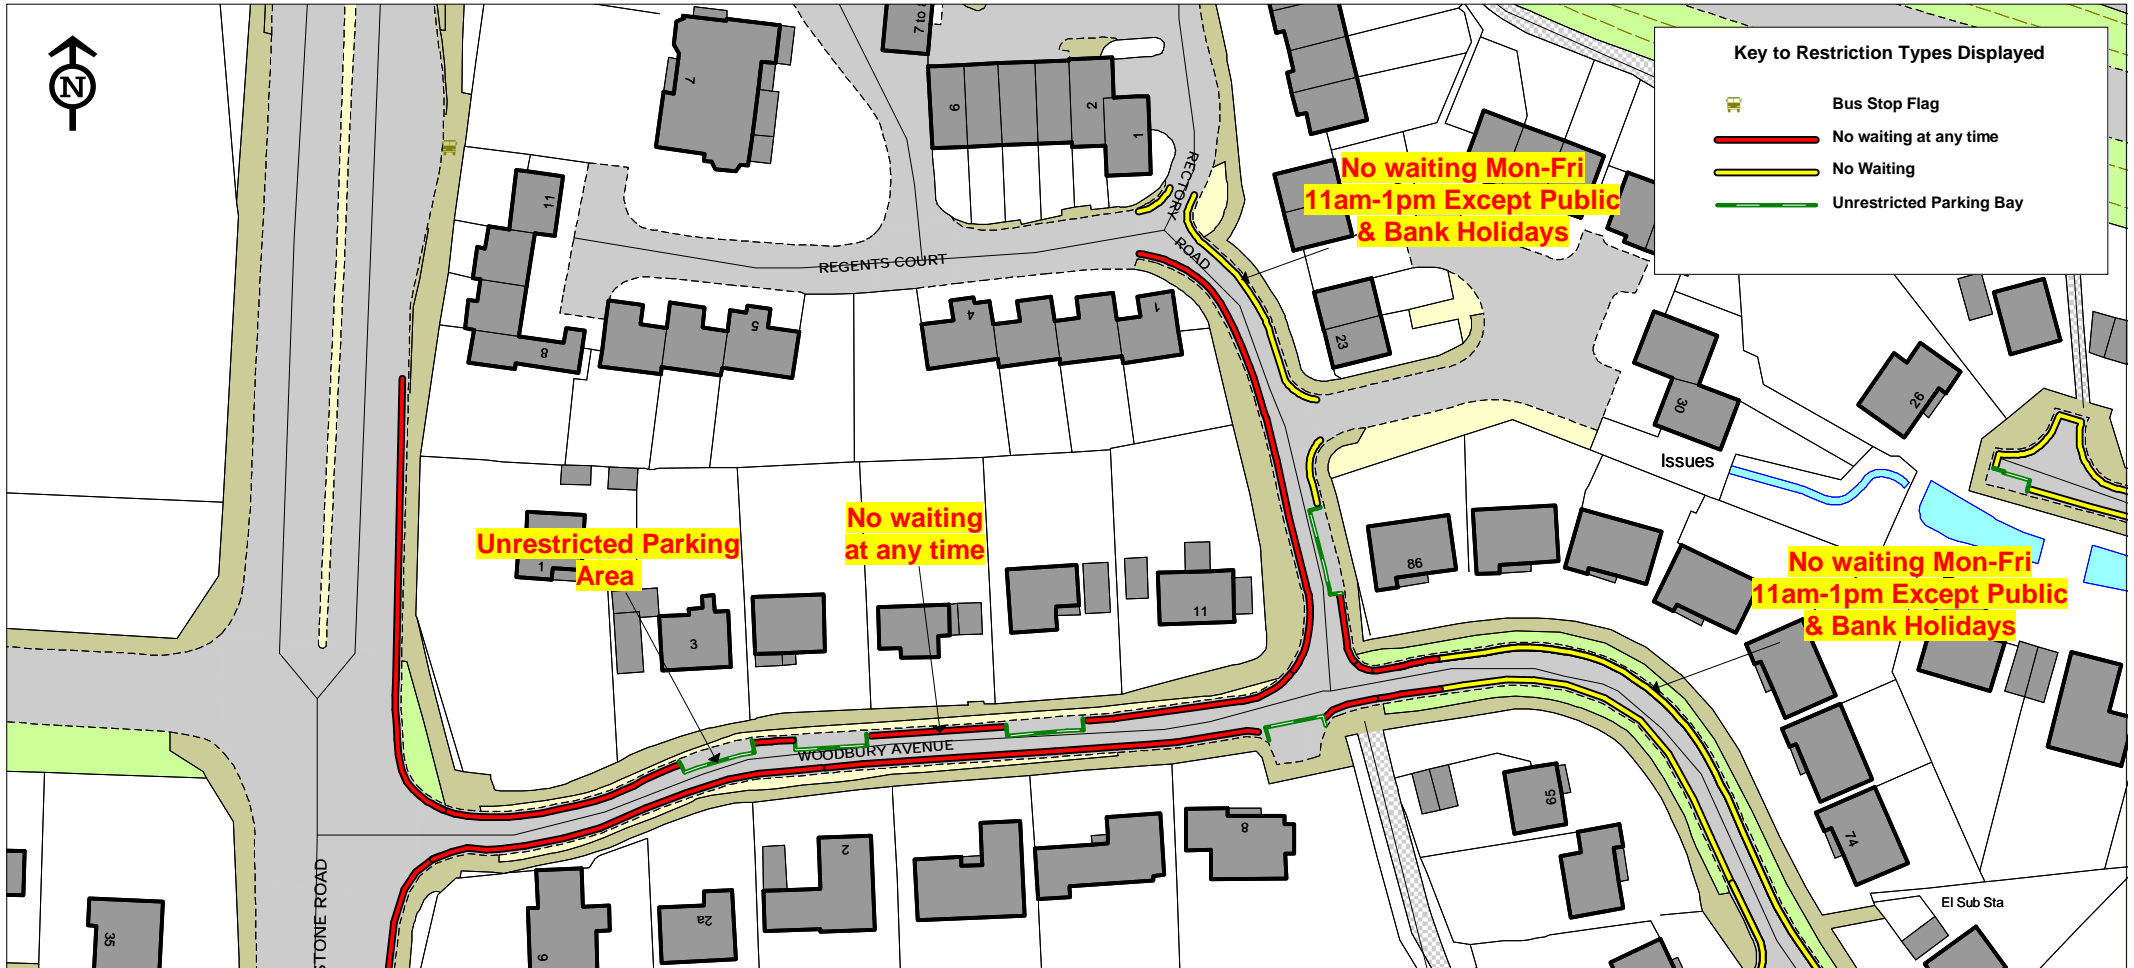 N
Key to Restriction Types Displayed
Bus Stop Flag
No waiting at any time
No Waiting
Unrestricted Parking Bay
7
7 to
6
2
1
11
RECTORY
ROAD
REGENTS COURT
No waiting Mon-Fri
11am-1pm Except Public
& Bank Holidays
8
5
4
1
23
30
26
Issues
Unrestricted Parking
Area
1
No waiting
at any time
3
11
86
No waiting Mon-Fri
11am-1pm Except Public
& Bank Holidays
WOODBURY AVENUE
2
8
65
74
STONE ROAD
35
6
2a
El Sub Sta